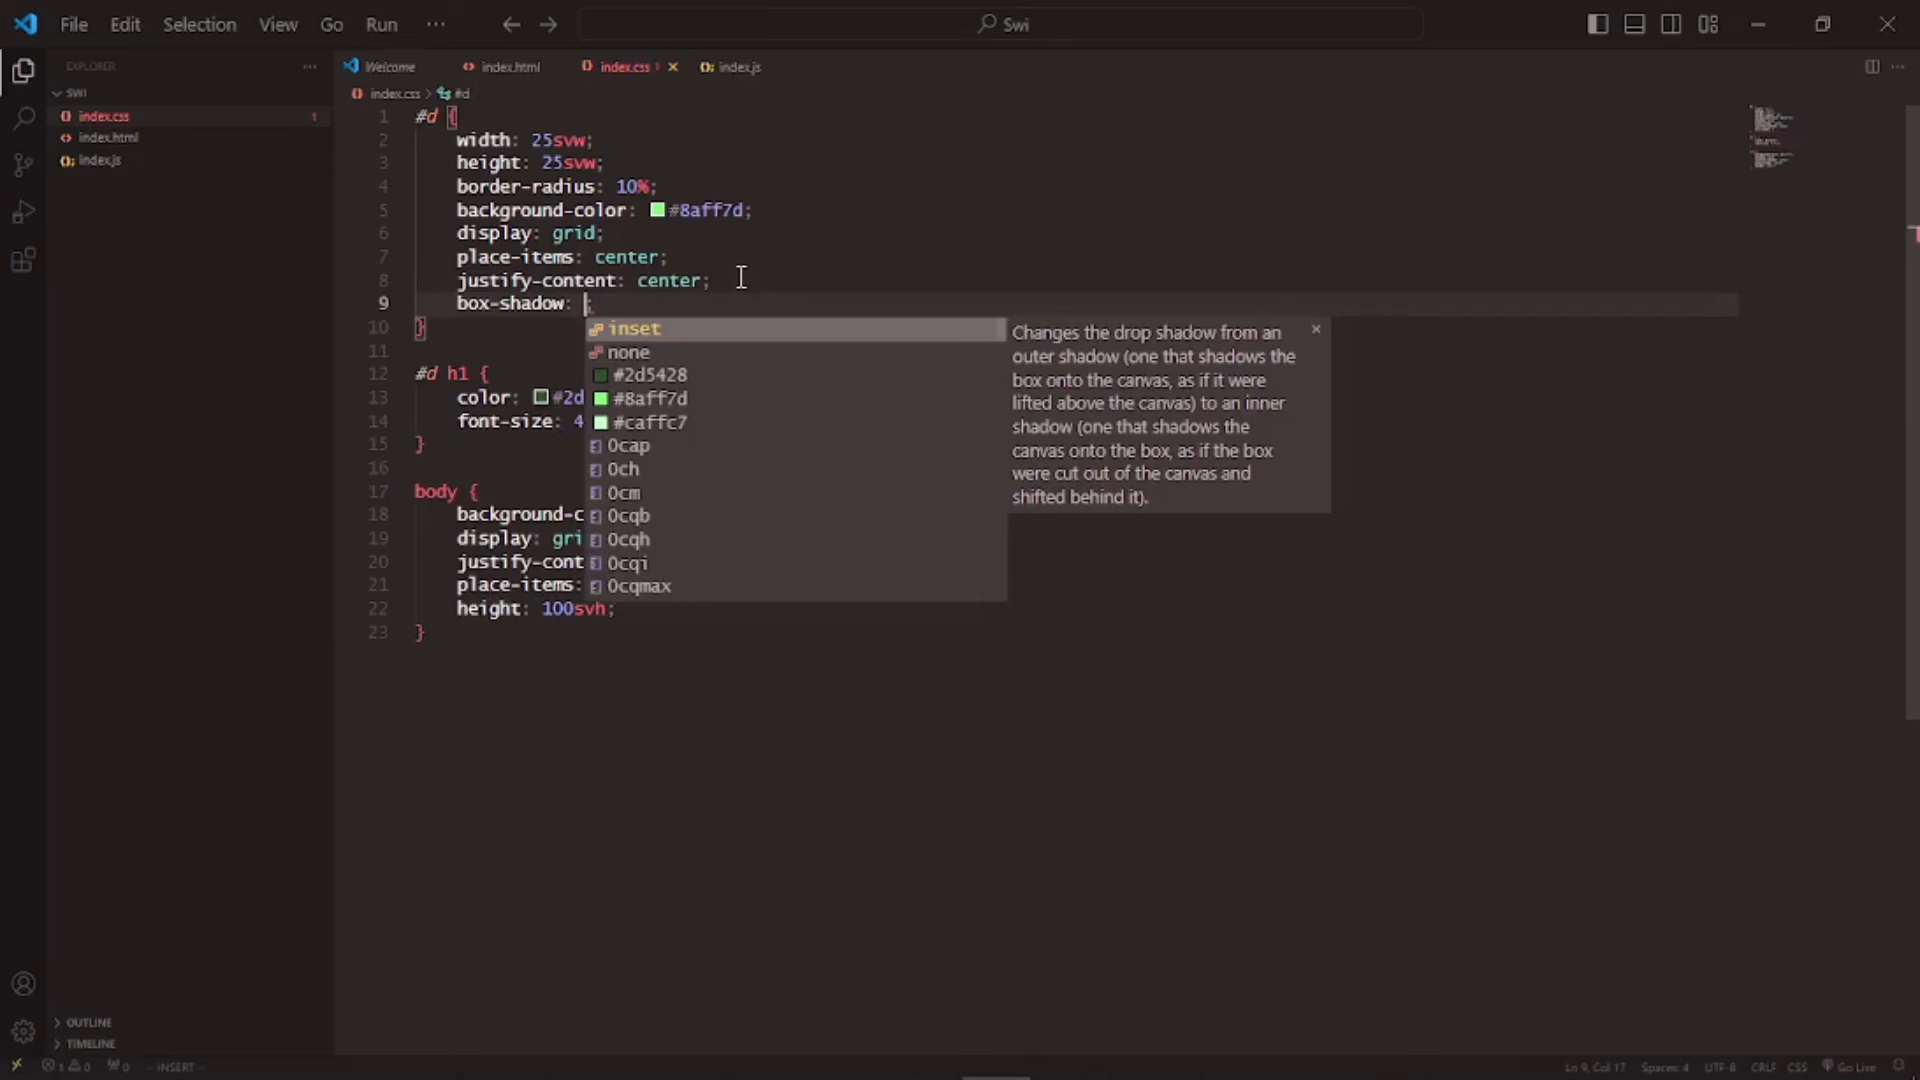 File Edit Selection View Go Run ··· Swi
EXPLORER ···
SWI
index.css 1
index.html
index.js
Welcome index.html index.css 1 index.js
index.css > #d
1 #d {
2 width: 25svw;
3 height: 25svw;
4 border-radius: 10%;
5 background-color: #8aff7d;
6 display: grid;
7 place-items: center;
8 justify-content: center;
9 box-shadow: ;
10 }
11
12 #d h1 {
13 color: #2d
14 font-size: 4
15 }
16
17 body {
18 background-c
19 display: gri
20 justify-cont
21 place-items:
22 height: 100svh;
23 }
inset
none
#2d5428
#8aff7d
#caffc7
0cap
0ch
0cm
0cqb
0cqh
0cqi
0cqmax
Changes the drop shadow from an
outer shadow (one that shadows the
box onto the canvas, as if it were
lifted above the canvas) to an inner
shadow (one that shadows the
canvas onto the box, as if the box
were cut out of the canvas and
shifted behind it).
OUTLINE
TIMELINE
1 0 0 -- INSERT -- Ln 9, Col 17 Spaces: 4 UTF-8 CRLF CSS Go Live